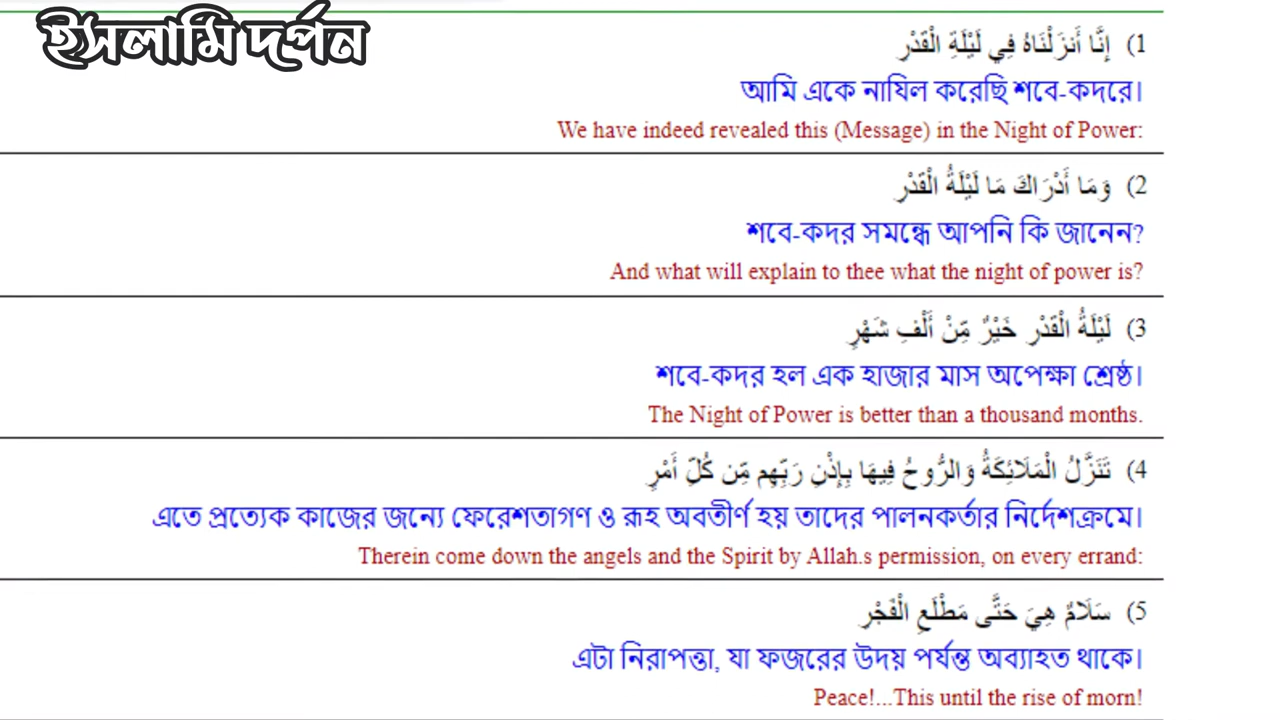 ইসলামি দর্পন
(1 إِنَّا أَنزَلْنَاهُ فِي لَيْلَةِ الْقَدْرِ
আমি একে নাযিল করেছি শবে-কদরে।
We have indeed revealed this (Message) in the Night of Power:
(2 وَمَا أَدْرَاكَ مَا لَيْلَةُ الْقَدْرِ
শবে-কদর সমন্ধে আপনি কি জানেন?
And what will explain to thee what the night of power is?
(3 لَيْلَةُ الْقَدْرِ خَيْرٌ مِّنْ أَلْفِ شَهْرٍ
শবে-কদর হল এক হাজার মাস অপেক্ষা শ্রেষ্ঠ।
The Night of Power is better than a thousand months.
(4 تَنَزَّلُ الْمَلَائِكَةُ وَالرُّوحُ فِيهَا بِإِذْنِ رَبِّهِم مِّن كُلِّ أَمْرٍ
এতে প্রত্যেক কাজের জন্যে ফেরেশতাগণ ও রূহ অবতীর্ণ হয় তাদের পালনকর্তার নির্দেশক্রমে।
Therein come down the angels and the Spirit by Allah.s permission, on every errand:
(5 سَلَامٌ هِيَ حَتَّى مَطْلَعِ الْفَجْرِ
এটা নিরাপত্তা, যা ফজরের উদয় পর্যন্ত অব্যাহত থাকে।
Peace!...This until the rise of morn!